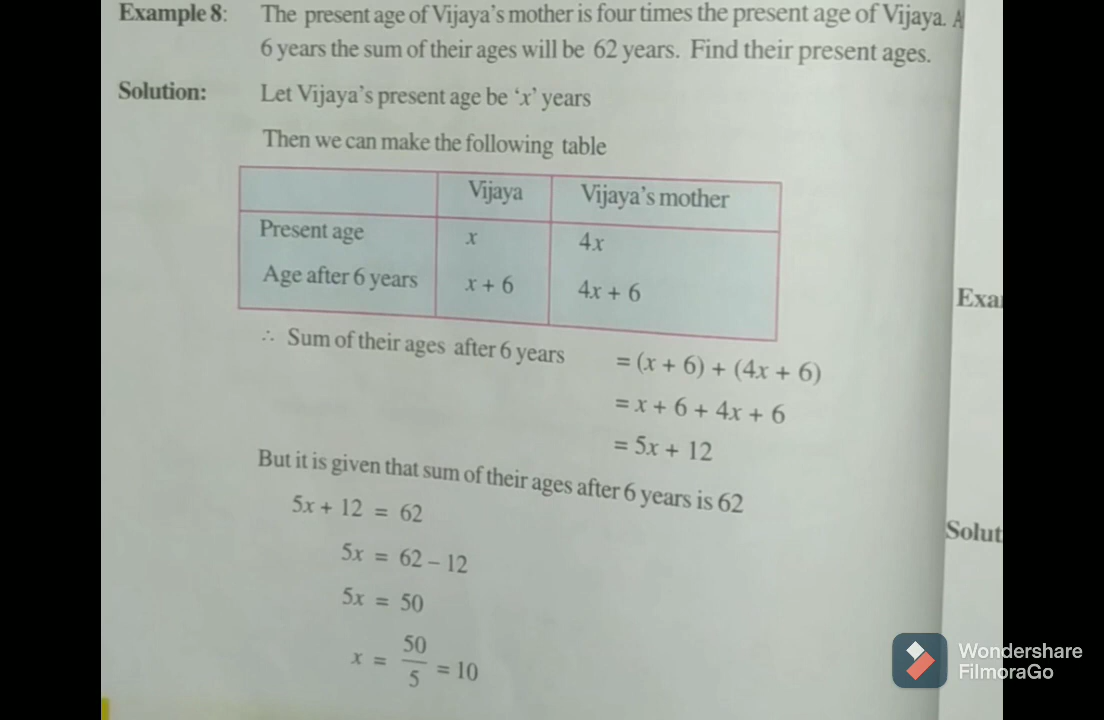 Example 8: The present age of Vijaya's mother is four times the present age of Vijaya.
6 years the sum of their ages will be 62 years. Find their present ages.
Solution: Let Vijaya's present age be 'x' years
Then we can make the following table
Vijaya Vijaya's mother
Present age x 4x
Age after 6 years x + 6 4x + 6
∴ Sum of their ages after 6 years = (x + 6) + (4x + 6)
= x + 6 + 4x + 6
= 5x + 12
But it is given that sum of their ages after 6 years is 62
5x + 12 = 62
5x = 62 – 12
5x = 50
x = 50/5 = 10
Exa
Solut
Wondershare
FilmoraGo